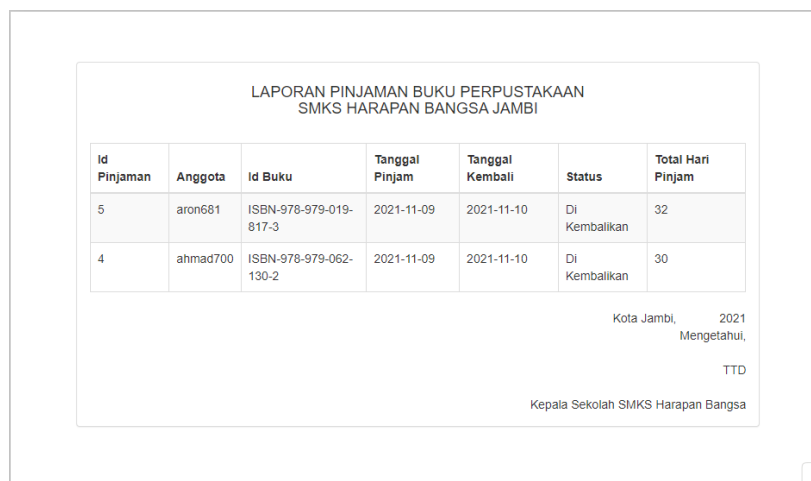 LAPORAN PINJAMAN BUKU PERPUSTAKAAN
SMKS HARAPAN BANGSA JAMBI
Id Pinjaman Anggota Id Buku Tanggal Pinjam Tanggal Kembali Status Total Hari Pinjam
5 aron681 ISBN-978-979-019-817-3 2021-11-09 2021-11-10 Di Kembalikan 32
4 ahmad700 ISBN-978-979-062-130-2 2021-11-09 2021-11-10 Di Kembalikan 30
Kota Jambi, 2021
Mengetahui,
TTD
Kepala Sekolah SMKS Harapan Bangsa